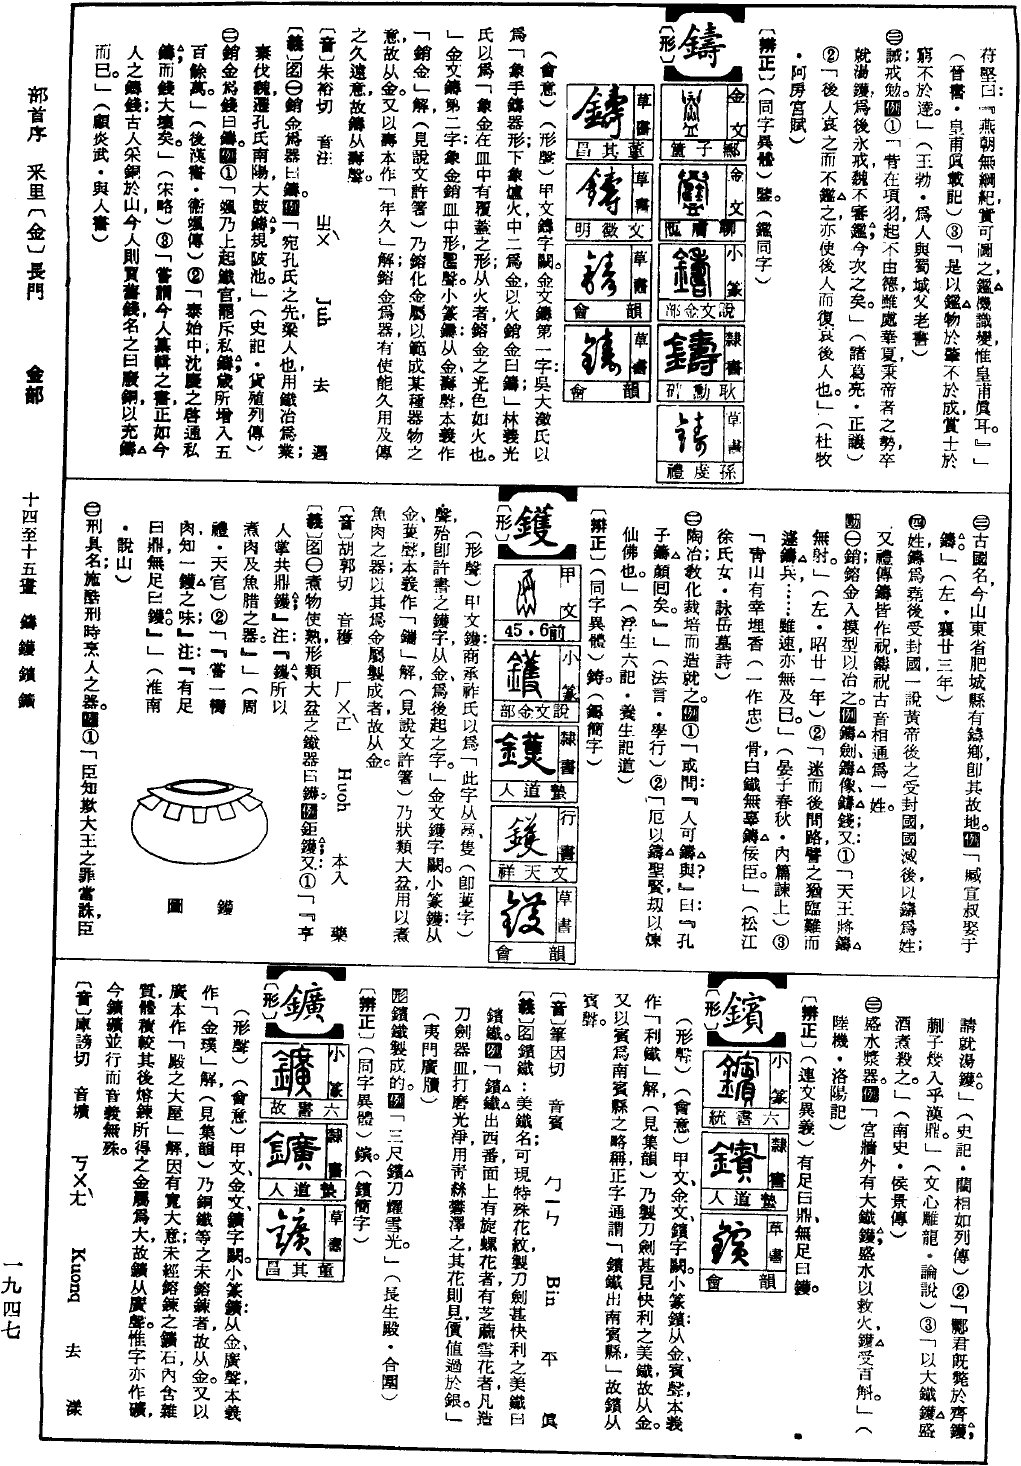 苻堅曰『燕朝無綱紀實可圖之鑑機識變惟皇甫眞耳』」
（晉書・皇甫眞載記）③「是以鑑物於肇不於成賞士於
窮不於達。」（王勃・爲人與蜀城父老書）
㊂誡；戒勉。例①「昔在項羽起不由德雖處華夏秉帝者之勢卒
就湯鑊爲後永戒魏不審鑑今次之矣。」（諸葛亮・正議）
②「後人哀之而不鑑之亦使後人而復哀後人也。」（杜牧
・阿房宮賦）
〔辨正〕（同字異體）鑒。（鑑同字）
鑄
〔形〕
金文 鄦子簠
金文
小篆 說文金部
隷書 耿勳碑
草書 孫虔禮
草書 董其昌
草書 文徵明
草書 韻會
草書 韻會
（會意）（形聲）甲文鑄字闕。金文鑄第一字：吳大澂氏以
爲「象手鑄器形；下象爐火，中二爲金以火銷金曰鑄」林義光
氏以爲「象金在皿中有覆蓋之形从火者鎔金之光色如火也。
」金文鑄第二字：象金銷皿中形𠷎聲。小篆鑄：从金、壽聲本義作
「銷金」解（見說文許箸）乃鎔化金屬以範成某種器物之
意，故从金。又以壽本作「年久」解，鎔金爲器有使能久用及傳
之久遠意，故鑄从壽聲。
〔音〕朱裕切　音注　ㄓㄨˋ　Juh　去　遇
〔義〕名㊀銷金爲器曰鑄。例「宛孔氏之先，梁人也，用鐵冶爲業；
秦伐魏，遷孔氏南陽，大鼓鑄，規陂池。」（史記・貨殖列傳）
㊁銷金爲錢曰鑄。例①「颯乃上起鐵官，罷斥私鑄，歲所增入五
百餘萬」（後漢書・衞颯傳）②「泰始中沈慶之啓通私
鑄，而錢大壞矣。」（宋略）③「嘗謂今人纂輯之書正如今
人之鑄錢，古人采銅於山今人則買舊錢名之曰廢銅以充鑄
而已。」（顧炎武・與人書）
部首序　釆里〔金〕長門　金部
㊂古國名，今山東省肥城縣有鑄鄉卽其故地。例「臧宣叔娶于
鑄。」（左・襄廿三年）
㊃姓鑄爲堯後受封國一說黃帝後之受封國，國滅後以鑄爲姓；
又禮傳鑄皆作祝，鑄祝古音相通爲一姓。
動㊀銷鎔金入模型以冶之。例鑄劍、鑄像、鑄錢；又：①「天王將鑄
無射。」（左・昭廿一年）②「迷而後問路，譬之猶臨難而
遽鑄兵……雖速亦無及已。」（晏子春秋・內篇諫上）③
「靑山有幸埋香（一作忠）骨，白鐵無辜鑄佞臣。」（松江
徐氏女・詠岳墓詩）
㊁陶冶；敎化栽培而造就之。例①「或問：『人可鑄與？』曰：『孔
子鑄顏囘矣。』」（法言・學行）②「厄以鑄聖賢，劫以煉
仙佛也。」（浮生六記・養生記道）
〔辨正〕（同字異體）鋳。（鑄簡字）
鑊
〔形〕
甲文 前6・45
小篆 說文金部
隷書 蟄道人
行書 文天祥
草書 韻會
（形聲）甲文鑊：商承祚氏以爲「此字从鬲、隻（卽蒦字）
聲，殆卽許書之鑊字，从金，爲後起之字。」金文鑊字闕。小篆鑊：从
金、蒦聲，本義作「鑴」解（見說文許箸）乃狀類大盆用以煮
魚肉之器，以其爲金屬製成者，故从金。
〔音〕胡郭切　音穫　ㄏㄨㄛˋ　Huoh　本入　藥
〔義〕名㊀煮物使熟，形類大盆之鐵器曰鑊。例鉅鑊；又：①「『亨
人掌共鼎鑊』注：『鑊所以
煮肉及魚腊之器。』」（周
禮・天官）②「『嘗一臠
肉知一鑊之味』注：『有足
曰鼎，無足曰鑊。』」（淮南
・說山）
鑊圖
㊁刑具名，施酷刑時烹人之器。例①「臣知欺大王之罪當誅，臣
十四至十五畫　鑄鑊鑌鑛
請就湯鑊。」（史記・藺相如列傳）②「酈君旣斃於齊鑊，
蒯子㡬入乎漢鼎。」（文心雕龍・論說）③「以大鐵鑊盛
酒煮殺之。」（南史・侯景傳）
㊂盛水漿器。例「宮牆外有大鐵鑊，盛水以救火，鑊受百斛。」（
陸機・洛陽記）
〔辨正〕（連文異義）有足曰鼎、無足曰鑊。
鑌
〔形〕
小篆 六書統
隷書 蟄道人
草書 韻會
（形聲）（會意）甲文、金文鑌字闕。小篆鑌：从金、賓聲，本義
作「利鐵」解（見集韻）乃製刀劍甚見快利之美鐵，故从金。
又以賓爲南賓縣之略稱，正字通謂「鑌鐵出南賓縣」故鑌从
賓聲。
〔音〕筆因切　音賓　ㄅㄧㄣ　Bin　平　眞
〔義〕名鑌鐵：美鐵名；可現特殊花紋，製刀劍甚快利之美鐵曰
鑌鐵。例「鑌鐵出西番，面上有旋螺花者，有芝蔴雪花者，凡造
刀劍器皿，打磨光淨，用靑絲礬澤之，其花則見，價値過於銀。」
（夷門廣牘）
形鑌鐵製成的。例「三尺鑌刀耀雪光。」（長生殿・合圍）
〔辨正〕（同字異體）鎩。（鑌簡字）
鑛
〔形〕
小篆 六書故
隷書 蟄道人
草書 董其昌
（形聲）（會意）甲文、金文鑛字闕。小篆鑛：从金、廣聲，本義
作「金璞」解（見集韻）乃銅鐵等之未鎔鍊者，故从金。又以
廣本作「殿之大屋」解，因有寬大意；未經鎔鍊之鑛石內含雜
質體積較其後熔鍊所得之金屬爲大，故鑛从廣聲。惟字亦作礦，
今鑛礦並行而音義無殊。
〔音〕庫謗切　音壙　ㄎㄨㄤˋ　Kuong　去　漾
一九四七